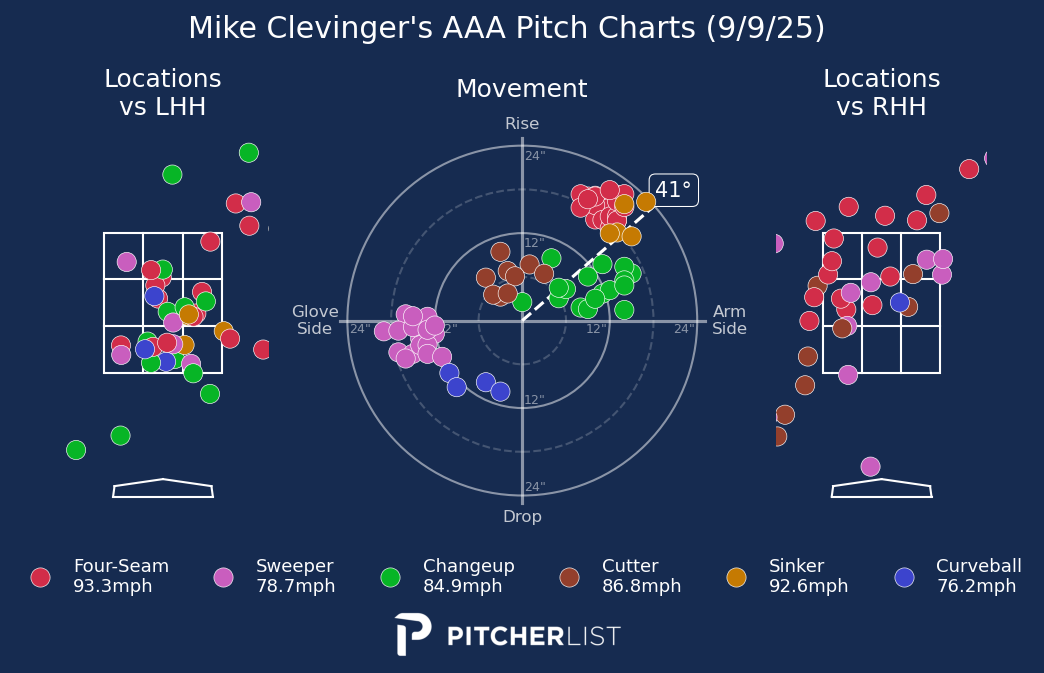 Mike Clevinger's AAA Pitch Charts (9/9/25)
Locations
vs LHH
Movement
Locations
vs RHH
Rise
24"
41°
12"
Glove
Side
24"
12"
12"
24"
Arm
Side
12"
24"
Drop
Four-Seam
93.3mph
Sweeper
78.7mph
Changeup
84.9mph
Cutter
86.8mph
Sinker
92.6mph
Curveball
76.2mph
PITCHERLIST